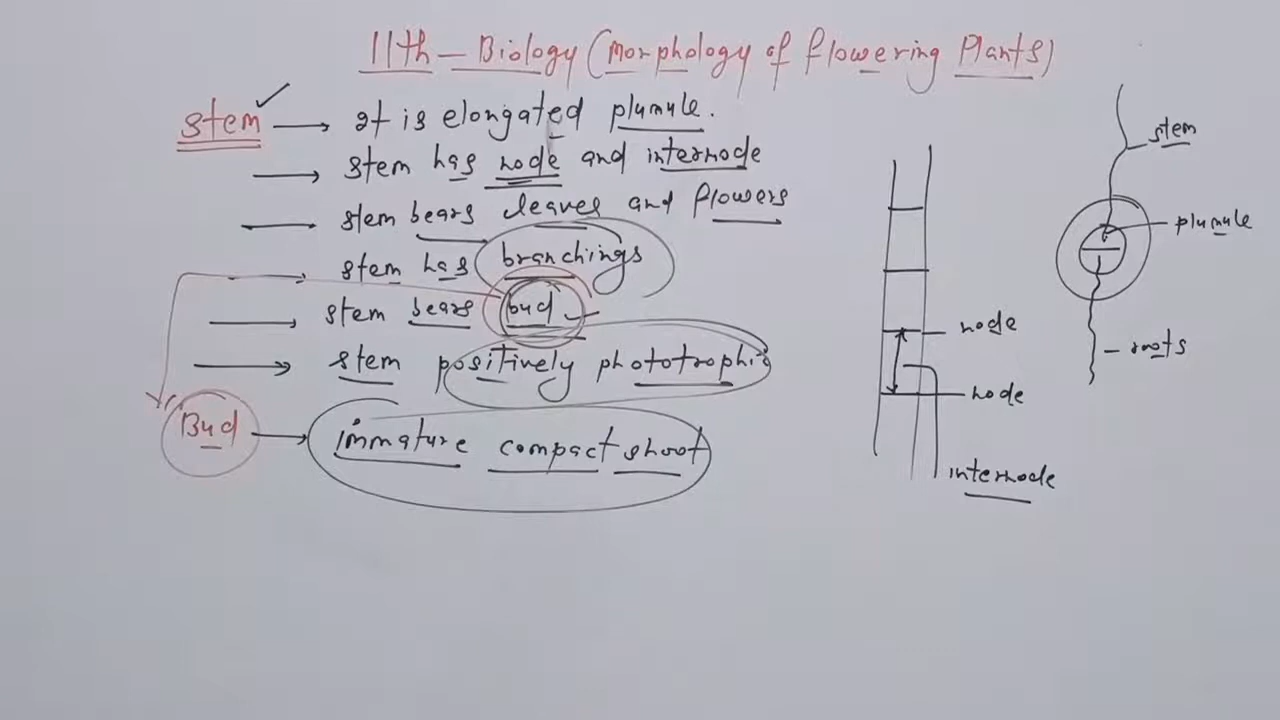 11th - Biology (Morphology of flowering Plants)
stem → It is elongated plumule.
→ stem has node and internode
→ stem bears leaves and flowers
→ stem has branchings
→ stem bears bud
→ stem positively phototrophic
Bud → immature compact shoot
node
node
internode
stem
plumule
roots